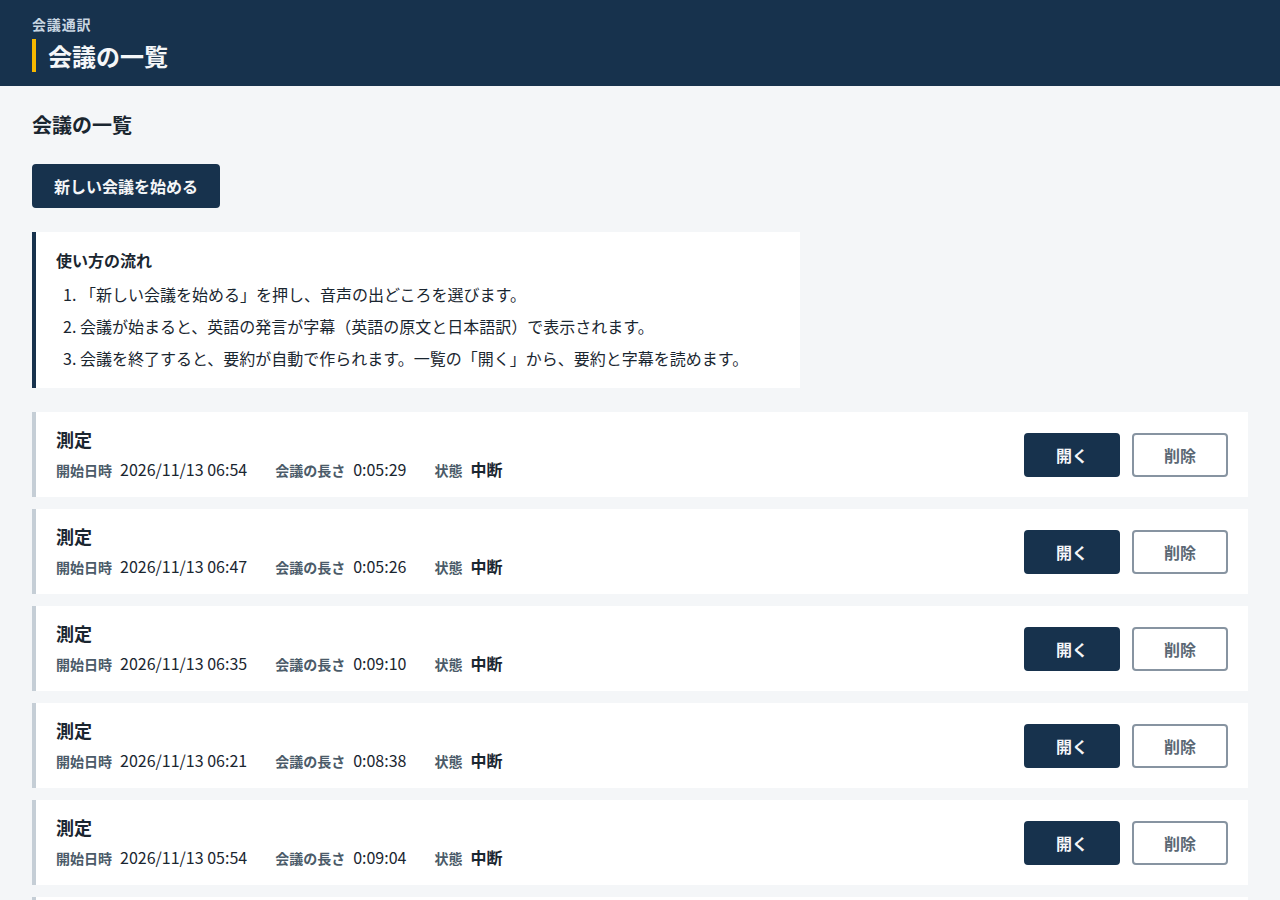 会議通訳
会議の一覧
会議の一覧
新しい会議を始める
使い方の流れ
1. 「新しい会議を始める」を押し、音声の出どころを選びます。
2. 会議が始まると、英語の発言が字幕（英語の原文と日本語訳）で表示されます。
3. 会議を終了すると、要約が自動で作られます。一覧の「開く」から、要約と字幕を読めます。
測定
開始日時 2026/11/13 06:54 会議の長さ 0:05:29 状態 中断
開く 削除
測定
開始日時 2026/11/13 06:47 会議の長さ 0:05:26 状態 中断
開く 削除
測定
開始日時 2026/11/13 06:35 会議の長さ 0:09:10 状態 中断
開く 削除
測定
開始日時 2026/11/13 06:21 会議の長さ 0:08:38 状態 中断
開く 削除
測定
開始日時 2026/11/13 05:54 会議の長さ 0:09:04 状態 中断
開く 削除